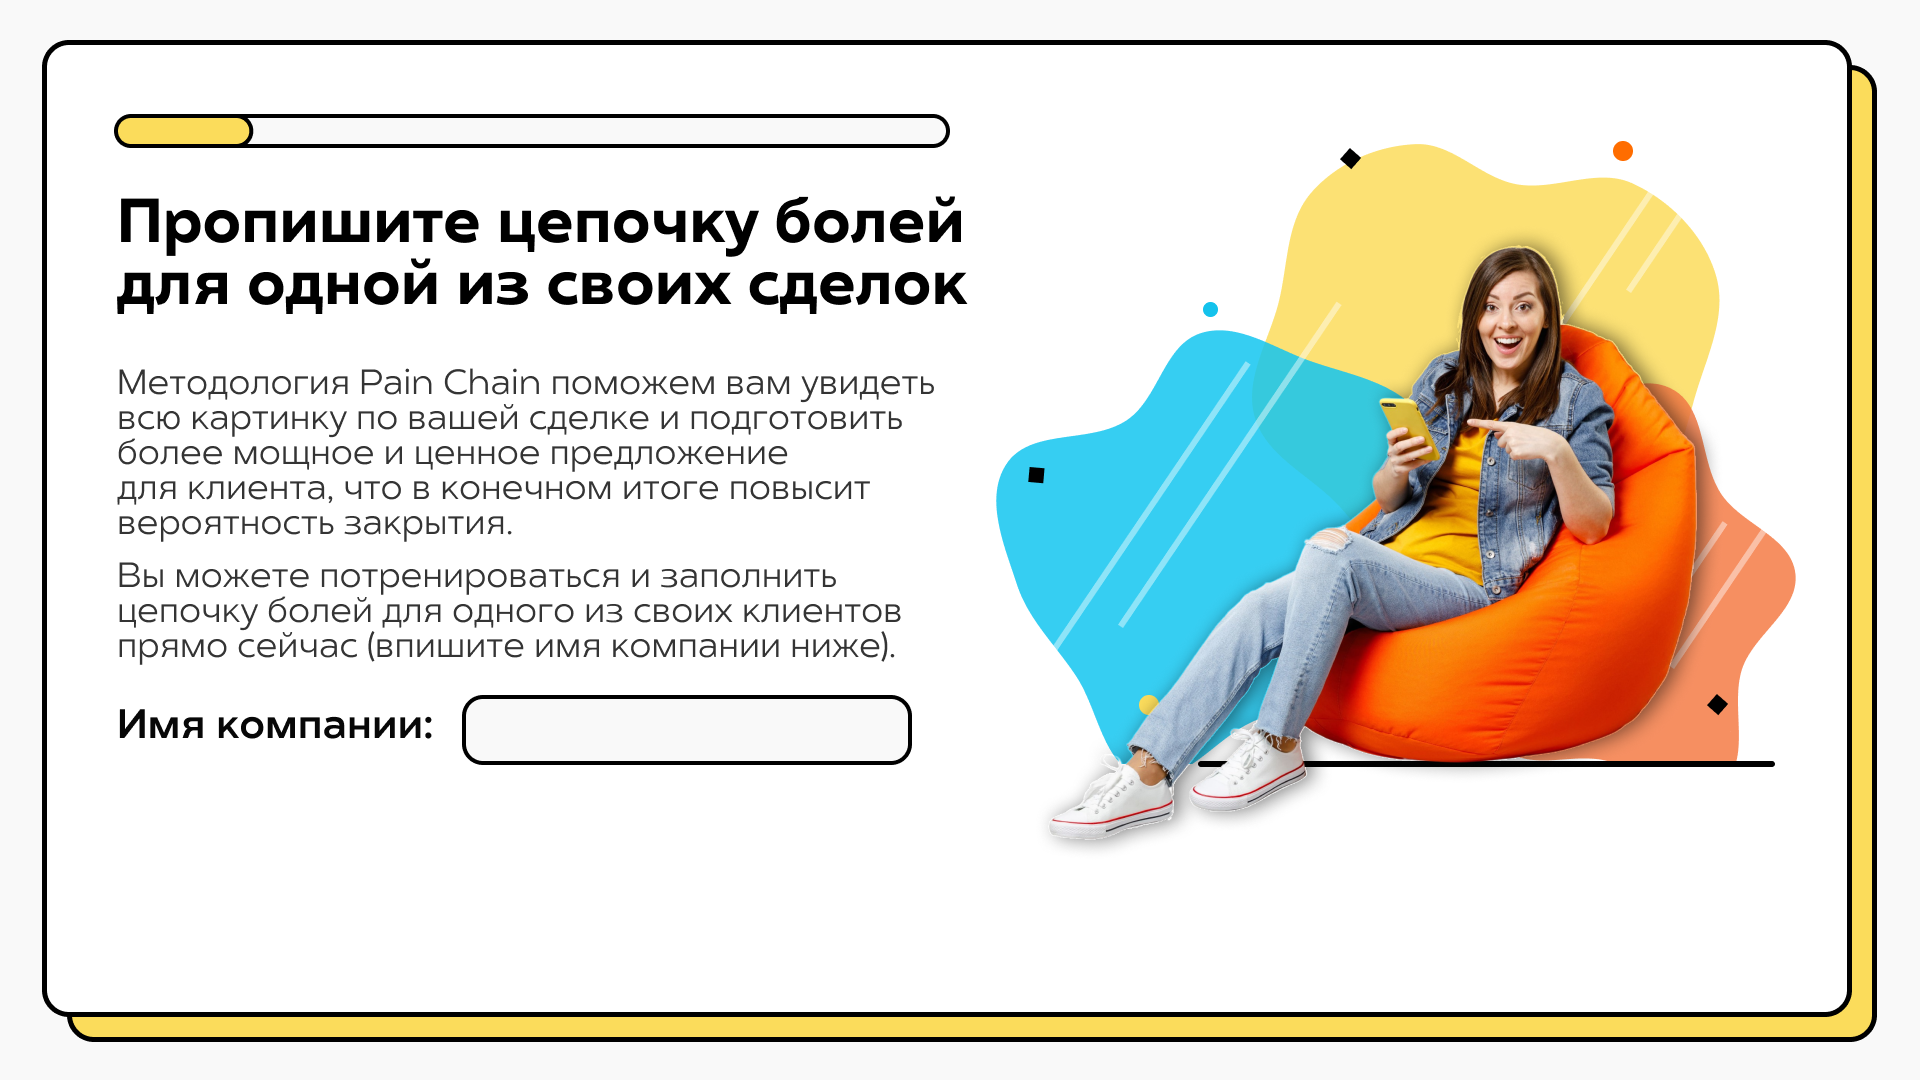 Пропишите цепочку болей
для одной из своих сделок
Методология Pain Chain поможем вам увидеть
всю картинку по вашей сделке и подготовить
более мощное и ценное предложение
для клиента, что в конечном итоге повысит
вероятность закрытия.
Вы можете потренироваться и заполнить
цепочку болей для одного из своих клиентов
прямо сейчас (впишите имя компании ниже).
Имя компании: